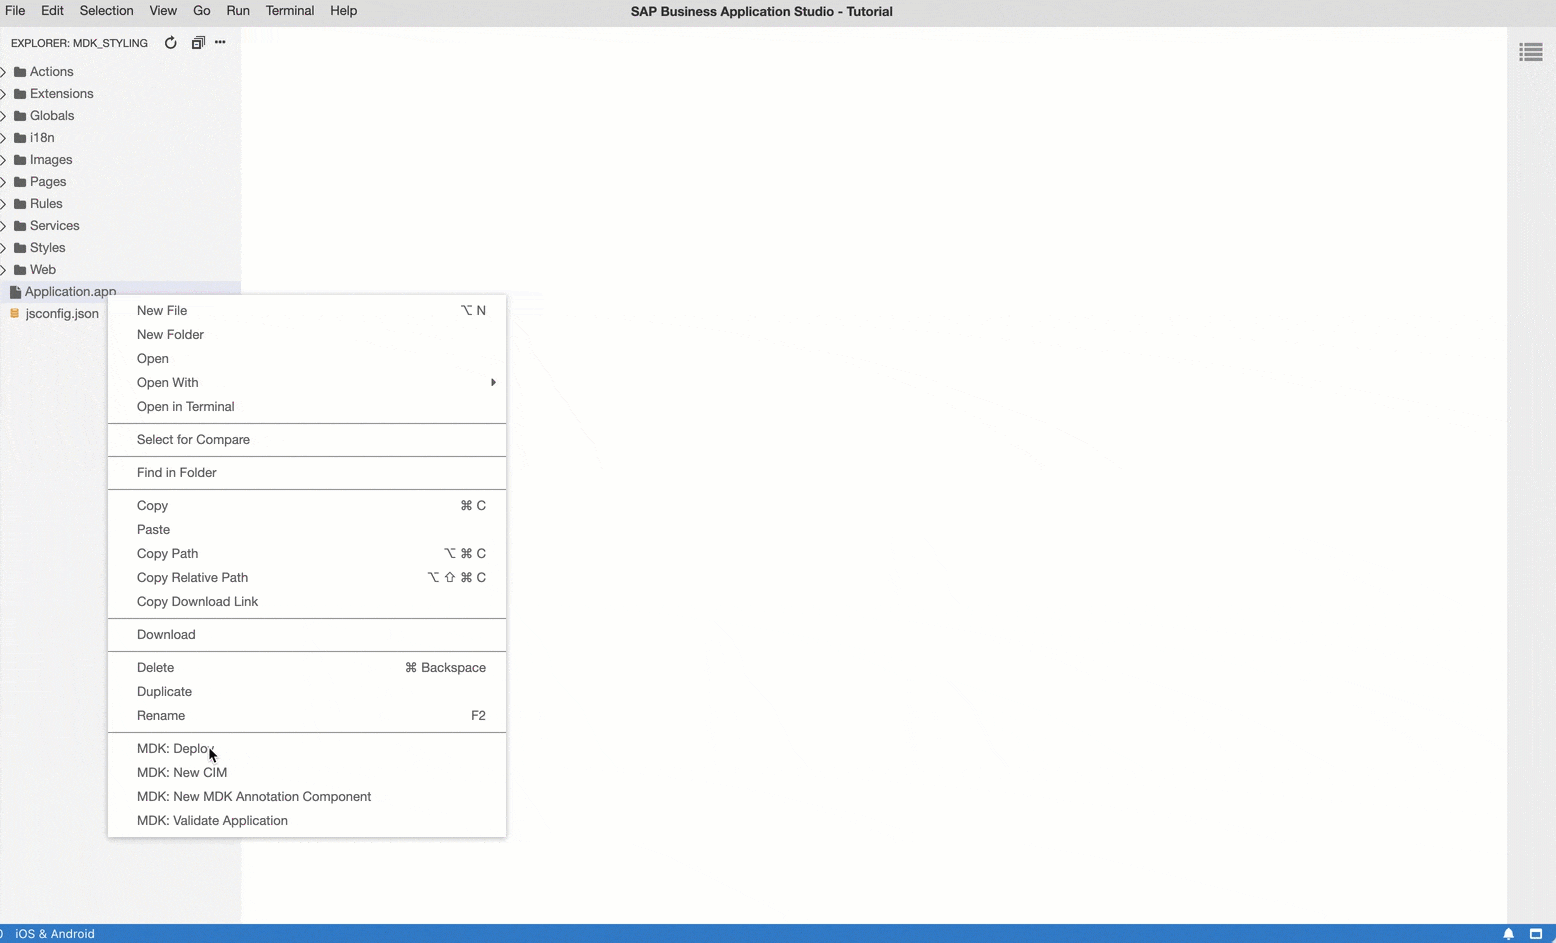 File Edit Selection View Go Run Terminal Help
SAP Business Application Studio - Tutorial
EXPLORER: MDK_STYLING
Actions
Extensions
Globals
i18n
Images
Pages
Rules
Services
Styles
Web
Application.app
jsconfig.json
New File ⌥ N
New Folder
Open
Open With
Open in Terminal
Select for Compare
Find in Folder
Copy ⌘ C
Paste
Copy Path ⌥ ⌘ C
Copy Relative Path ⌥ ⇧ ⌘ C
Copy Download Link
Download
Delete ⌘ Backspace
Duplicate
Rename F2
MDK: Deploy
MDK: New CIM
MDK: New MDK Annotation Component
MDK: Validate Application
iOS & Android